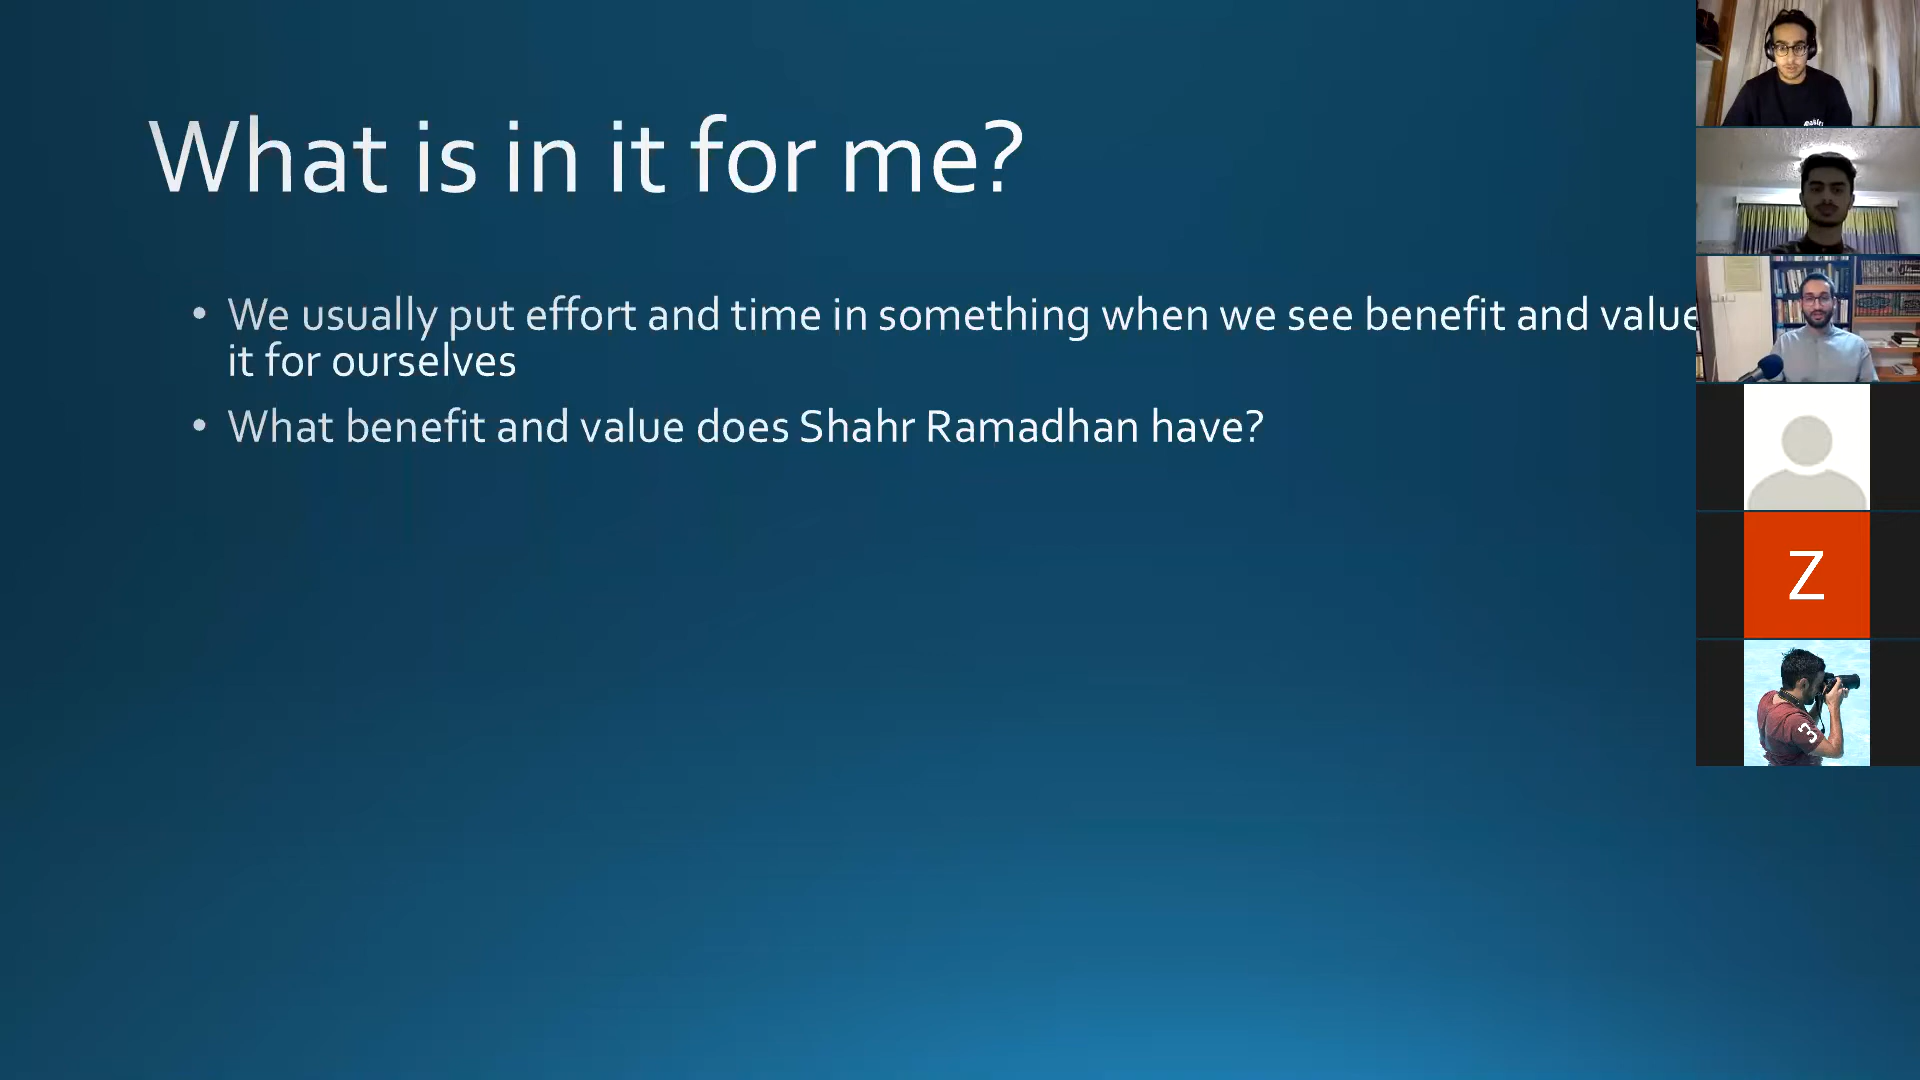 What is in it for me?
• We usually put effort and time in something when we see benefit and value
it for ourselves
• What benefit and value does Shahr Ramadhan have?
Z
3